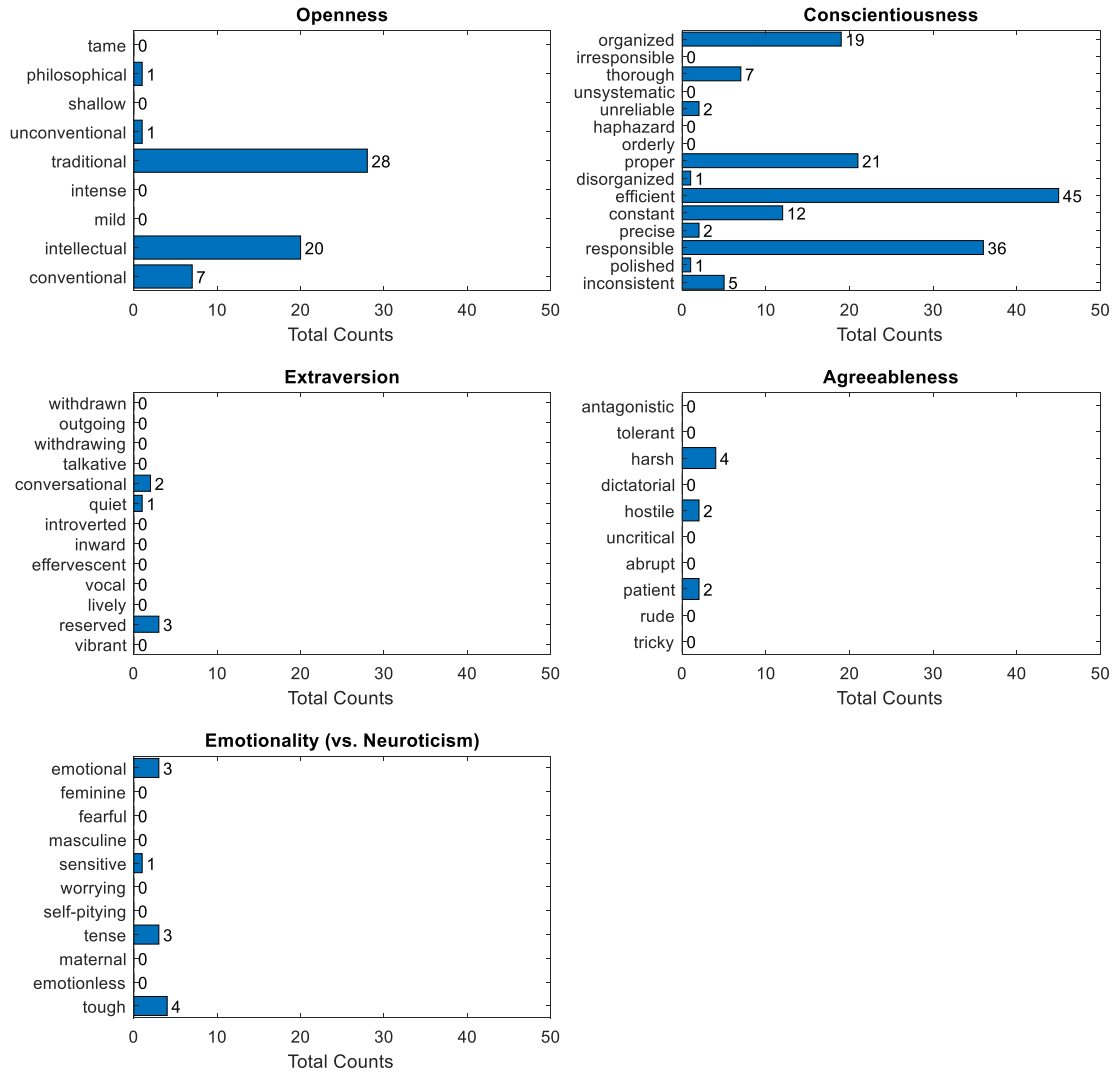 Openness
tame 0
philosophical 1
shallow 0
unconventional 1
traditional 28
intense 0
mild 0
intellectual 20
conventional 7
0 10 20 30 40 50
Total Counts
Conscientiousness
organized 19
irresponsible 0
thorough 7
unsystematic 0
unreliable 2
haphazard 0
orderly 0
proper 21
disorganized 1
efficient 45
constant 12
precise 2
responsible 36
polished 1
inconsistent 5
0 10 20 30 40 50
Total Counts
Extraversion
withdrawn 0
outgoing 0
withdrawing 0
talkative 0
conversational 2
quiet 1
introverted 0
inward 0
effervescent 0
vocal 0
lively 0
reserved 3
vibrant 0
0 10 20 30 40 50
Total Counts
Agreeableness
antagonistic 0
tolerant 0
harsh 4
dictatorial 0
hostile 2
uncritical 0
abrupt 0
patient 2
rude 0
tricky 0
0 10 20 30 40 50
Total Counts
Emotionality (vs. Neuroticism)
emotional 3
feminine 0
fearful 0
masculine 0
sensitive 1
worrying 0
self-pitying 0
tense 3
maternal 0
emotionless 0
tough 4
0 10 20 30 40 50
Total Counts